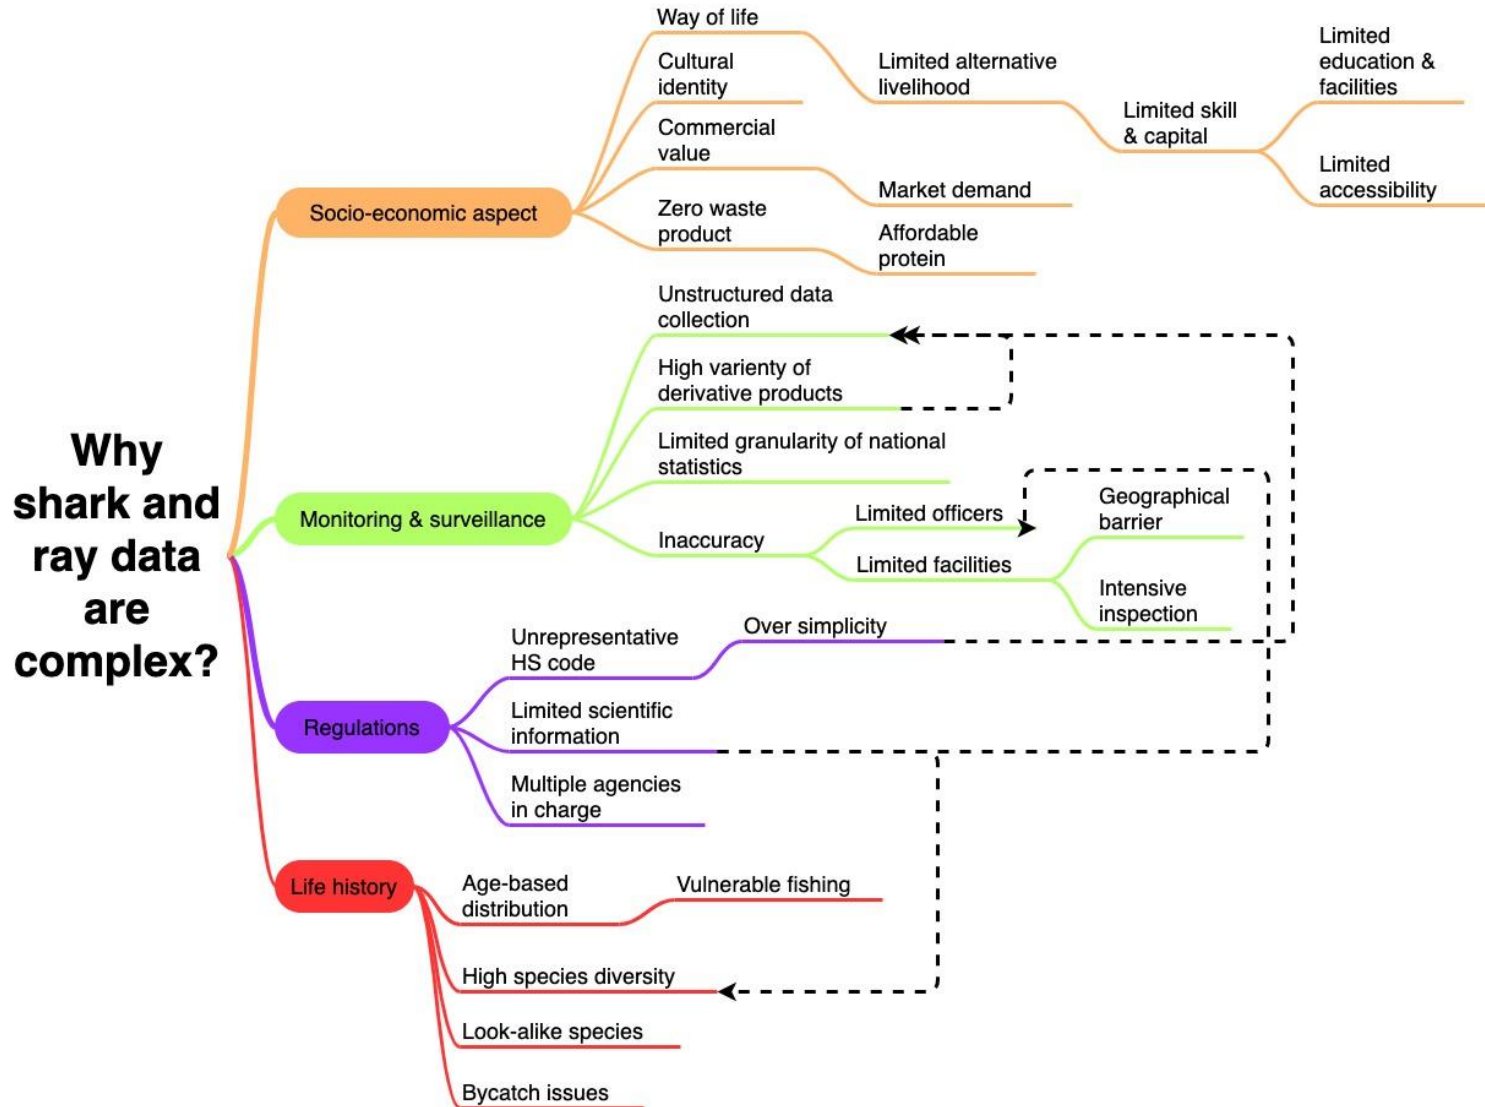 Why
shark and
ray data
are
complex?
Socio-economic aspect
Way of life
Limited alternative
livelihood
Limited skill
& capital
Limited
education &
facilities
Limited
accessibility
Cultural
identity
Commercial
value
Market demand
Zero waste
product
Affordable
protein
Monitoring & surveillance
Unstructured data
collection
High varienty of
derivative products
Limited granularity of national
statistics
Inaccuracy
Limited officers
Limited facilities
Geographical
barrier
Intensive
inspection
Regulations
Unrepresentative
HS code
Over simplicity
Limited scientific
information
Multiple agencies
in charge
Life history
Age-based
distribution
Vulnerable fishing
High species diversity
Look-alike species
Bycatch issues